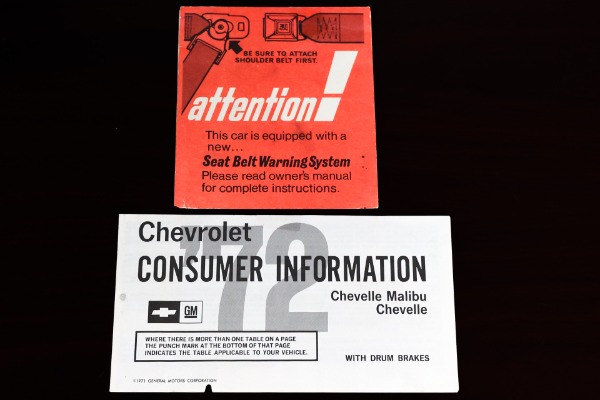 BE SURE TO ATTACH
SHOULDER BELT FIRST.
attention!
This car is equipped with a
new...
Seat Belt Warning System
Please read owner's manual
for complete instructions.
Chevrolet
'72
CONSUMER INFORMATION
Chevelle Malibu
Chevelle
GM
WHERE THERE IS MORE THAN ONE TABLE ON A PAGE
THE PUNCH MARK AT THE BOTTOM OF THAT PAGE
INDICATES THE TABLE APPLICABLE TO YOUR VEHICLE.
WITH DRUM BRAKES
©1971 GENERAL MOTORS CORPORATION